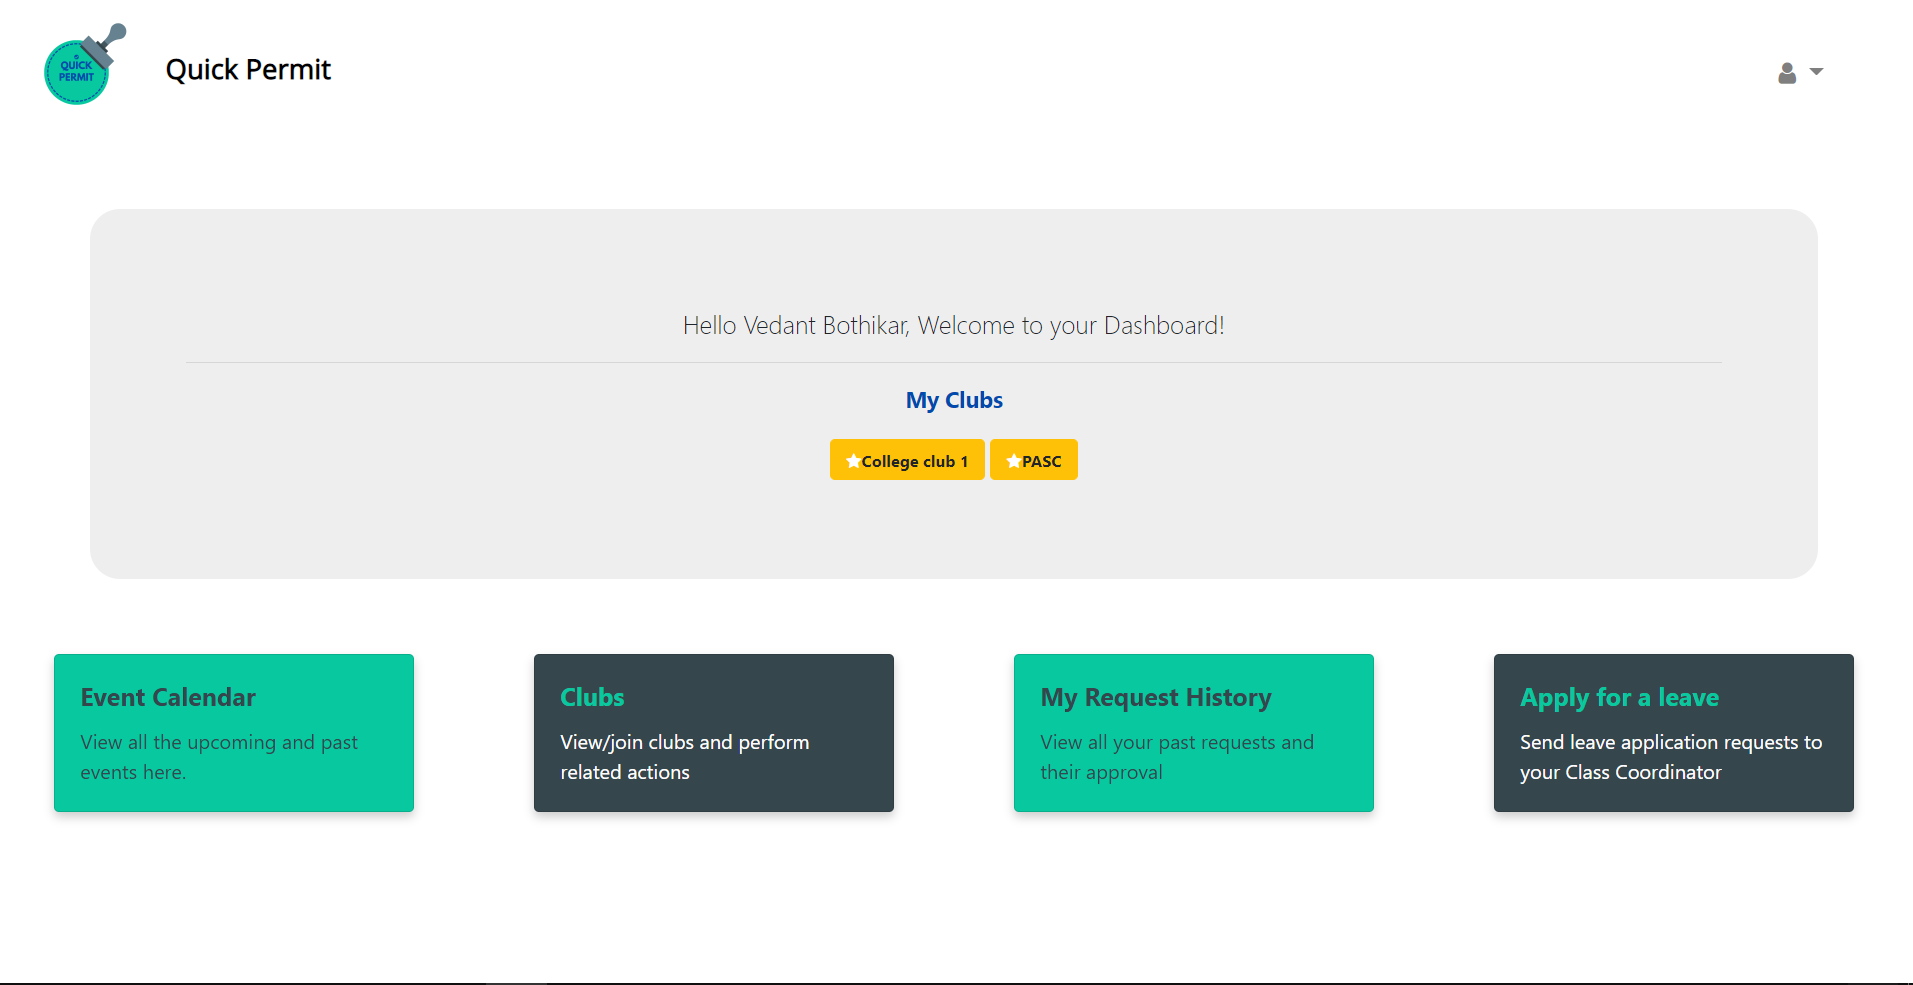 QUICK
PERMIT
Quick Permit
Hello Vedant Bothikar, Welcome to your Dashboard!
My Clubs
College club 1
PASC
Event Calendar
View all the upcoming and past
events here.
Clubs
View/join clubs and perform
related actions
My Request History
View all your past requests and
their approval
Apply for a leave
Send leave application requests to
your Class Coordinator